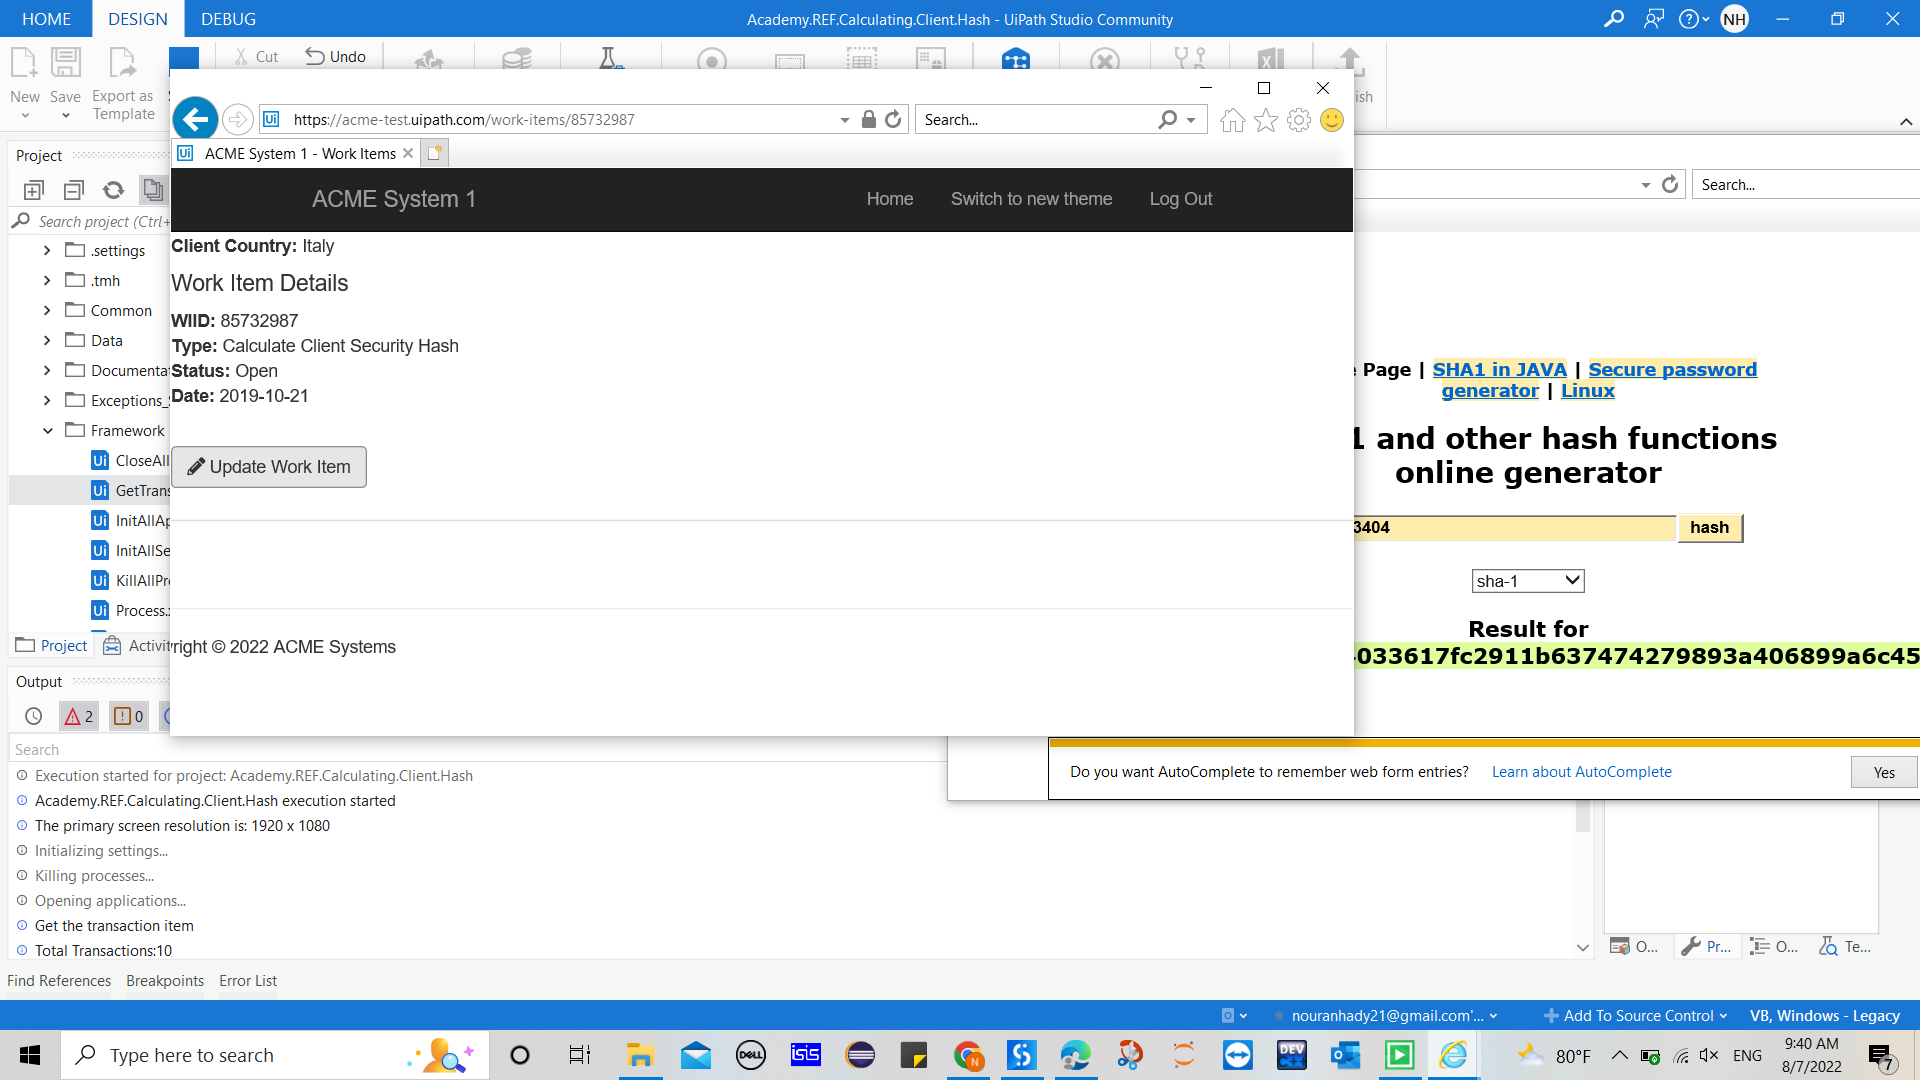 HOME DESIGN DEBUG
Academy.REF.Calculating.Client.Hash - UiPath Studio Community
NH
New
Save
Export as
Template
Cut
Undo
https://acme-test.uipath.com/work-items/85732987
Search...
ACME System 1 - Work Items
ACME System 1
Home
Switch to new theme
Log Out
Client Country: Italy
Work Item Details
WIID: 85732987
Type: Calculate Client Security Hash
Status: Open
Date: 2019-10-21
Update Work Item
right © 2022 ACME Systems
Project
Search project (Ctrl+
.settings
.tmh
Common
Data
Documenta
Exceptions_
Framework
Ui CloseAll
Ui GetTrans
Ui InitAllAp
Ui InitAllSe
Ui KillAllPr
Ui Process.
Project
Activit
Search...
Page | SHA1 in JAVA | Secure password
generator | Linux
1 and other hash functions
online generator
3404
hash
sha-1
Result for
033617fc2911b637474279893a406899a6c45
Do you want AutoComplete to remember web form entries?
Learn about AutoComplete
Yes
Output
2
0
Search
Execution started for project: Academy.REF.Calculating.Client.Hash
Academy.REF.Calculating.Client.Hash execution started
The primary screen resolution is: 1920 x 1080
Initializing settings...
Killing processes...
Opening applications...
Get the transaction item
Total Transactions:10
O...
Pr...
O...
Te...
Find References
Breakpoints
Error List
nouranhady21@gmail.com'...
Add To Source Control
VB, Windows - Legacy
Type here to search
DELL
isis
DEV
C++
80°F
ENG
9:40 AM
8/7/2022
7